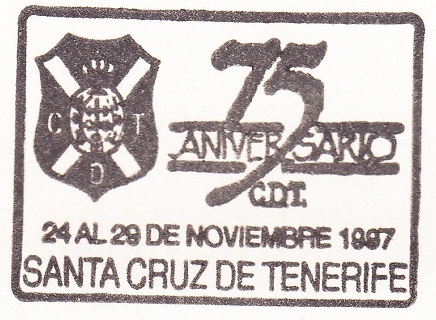 C T
D
75
ANIVERSARIO
C.D.T.
24 AL 29 DE NOVIEMBRE 1997
SANTA CRUZ DE TENERIFE